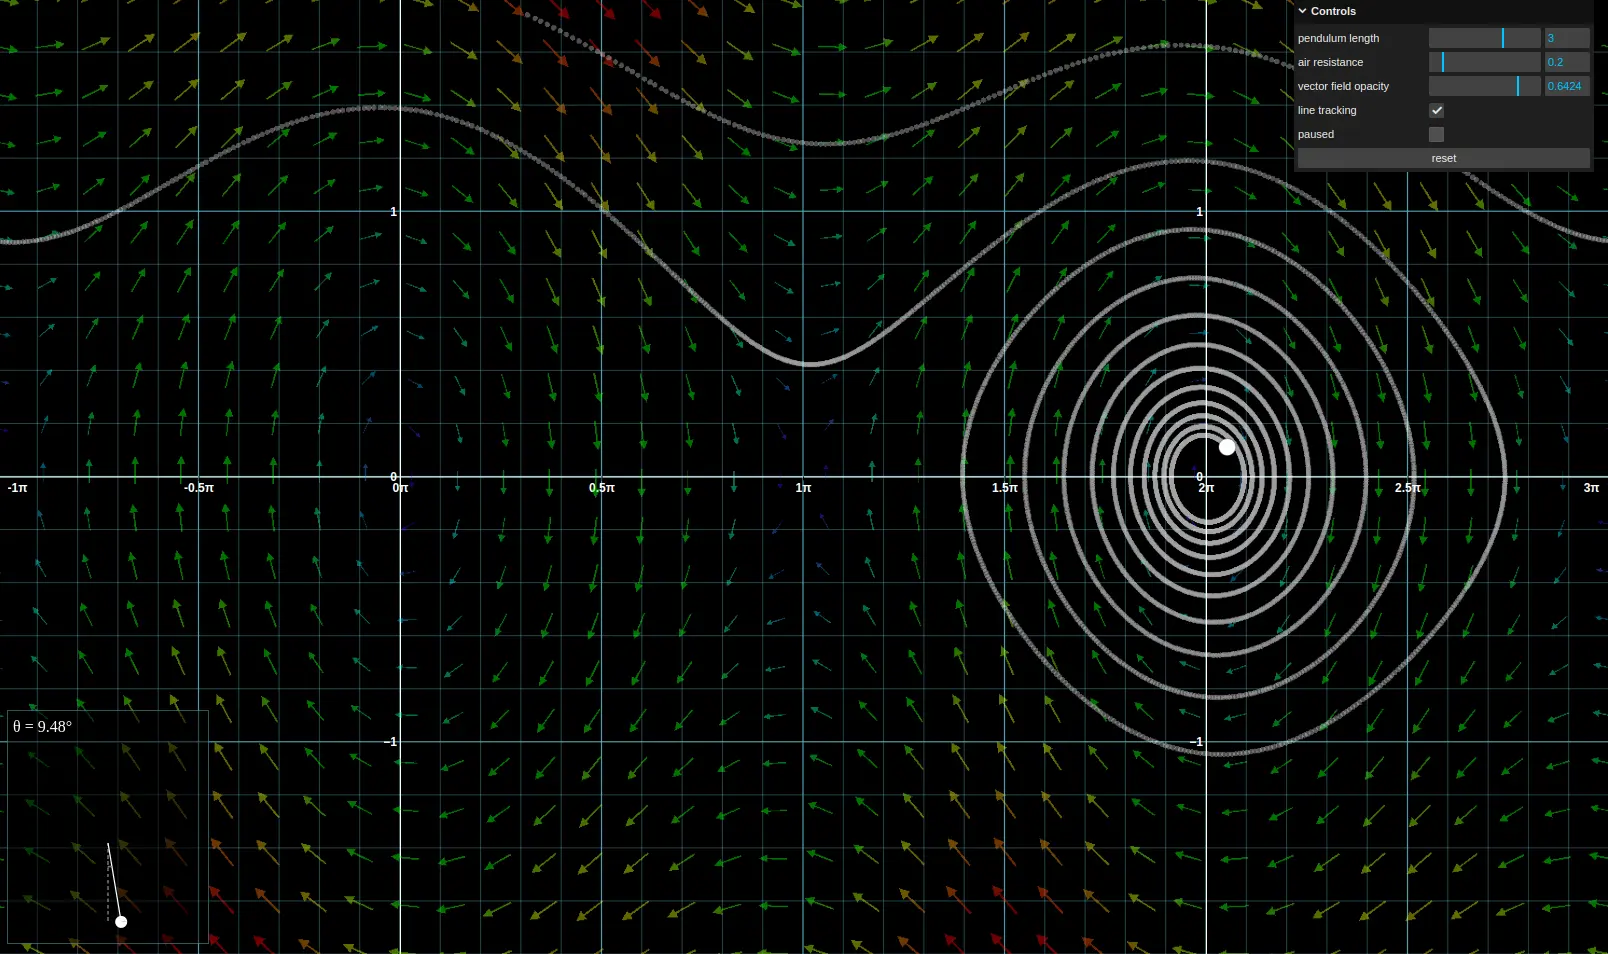 Controls
pendulum length 3
air resistance 0.2
vector field opacity 0.6424
line tracking
paused
reset
1 1
0 0
-1π -0.5π 0π 0.5π 1π 1.5π 2π 2.5π 3π
θ = 9.48°
−1 −1